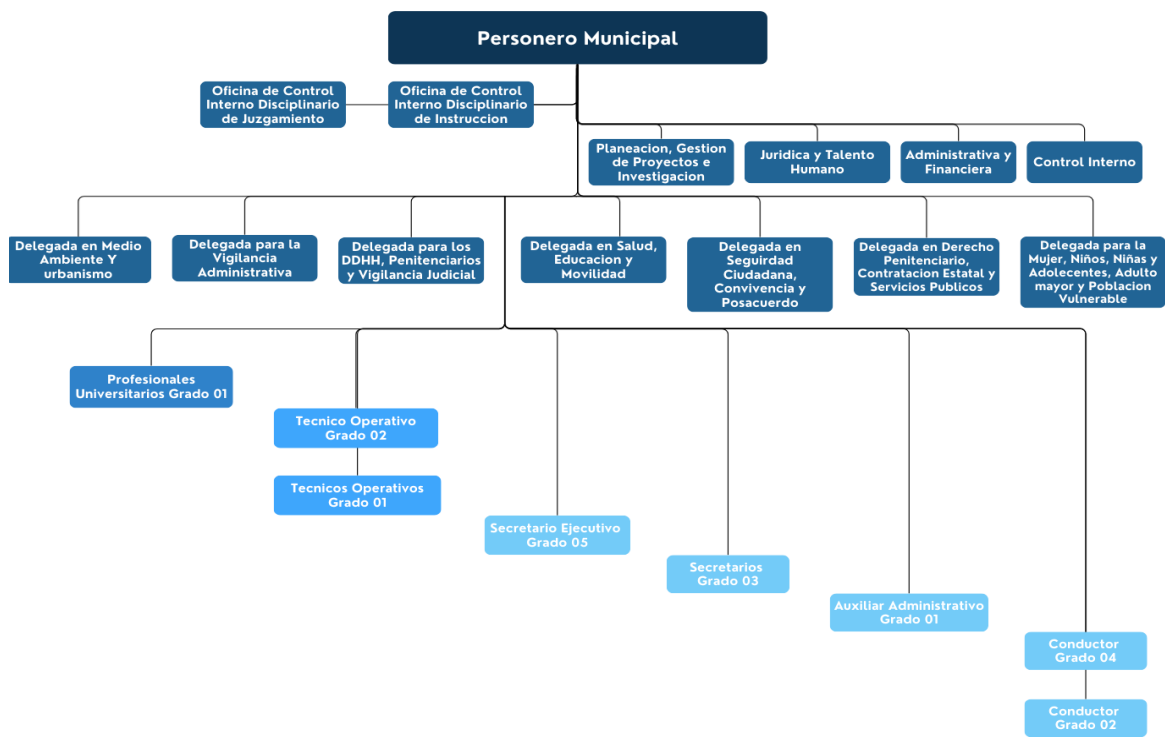 Personero Municipal
Oficina de Control
Interno Disciplinario
de Juzgamiento
Oficina de Control
Interno Disciplinario
de Instruccion
Planeacion, Gestion
de Proyectos e
Investigacion
Juridica y Talento
Humano
Administrativa y
Financiera
Control Interno
Delegada en Medio
Ambiente Y
urbanismo
Delegada para la
Vigilancia
Administrativa
Delegada para los
DDHH, Penitenciarios
y Vigilancia Judicial
Delegada en Salud,
Educacion y
Movilidad
Delegada en
Seguirdad
Ciudadana,
Convivencia y
Posacuerdo
Delegada en Derecho
Penitenciario,
Contratacion Estatal y
Servicios Publicos
Delegada para la
Mujer, Niños, Niñas y
Adolecentes, Adulto
mayor y Poblacion
Vulnerable
Profesionales
Universitarios Grado 01
Tecnico Operativo
Grado 02
Tecnicos Operativos
Grado 01
Secretario Ejecutivo
Grado 05
Secretarios
Grado 03
Auxiliar Administrativo
Grado 01
Conductor
Grado 04
Conductor
Grado 02